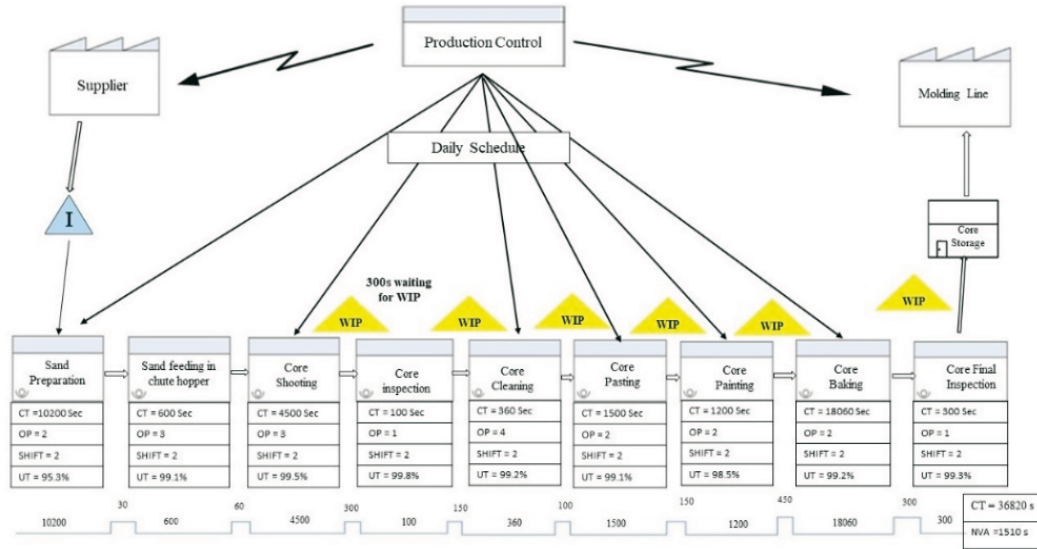 Production Control
Supplier
Molding Line
Daily Schedule
I
Core
Storage
300s waiting
for WIP
WIP
WIP
WIP
WIP
WIP
WIP
Sand
Preparation
CT =10200 Sec
OP = 2
SHIFT = 2
UT = 95.3%
Sand feeding in
chute hopper
CT = 600 Sec
OP = 3
SHIFT = 2
UT = 99.1%
Core
Shooting
CT = 4500 Sec
OP = 3
SHIFT = 2
UT = 99.5%
Core
inspection
CT = 100 Sec
OP = 1
SHIFT = 2
UT = 99.8%
Core
Cleaning
CT = 360 Sec
OP = 4
SHIFT = 2
UT = 99.2%
Core
Pasting
CT = 1500 Sec
OP = 2
SHIFT = 2
UT = 99.1%
Core
Painting
CT = 1200 Sec
OP = 2
SHIFT = 2
UT = 98.5%
Core
Baking
CT = 18060 Sec
OP = 2
SHIFT = 2
UT = 99.2%
Core Final
Inspection
CT = 300 Sec
OP = 1
SHIFT = 2
UT = 99.3%
30 60 300 150 100 150 450 300
10200 600 4500 100 360 1500 1200 18060 300
CT = 36820 s
NVA =1510 s